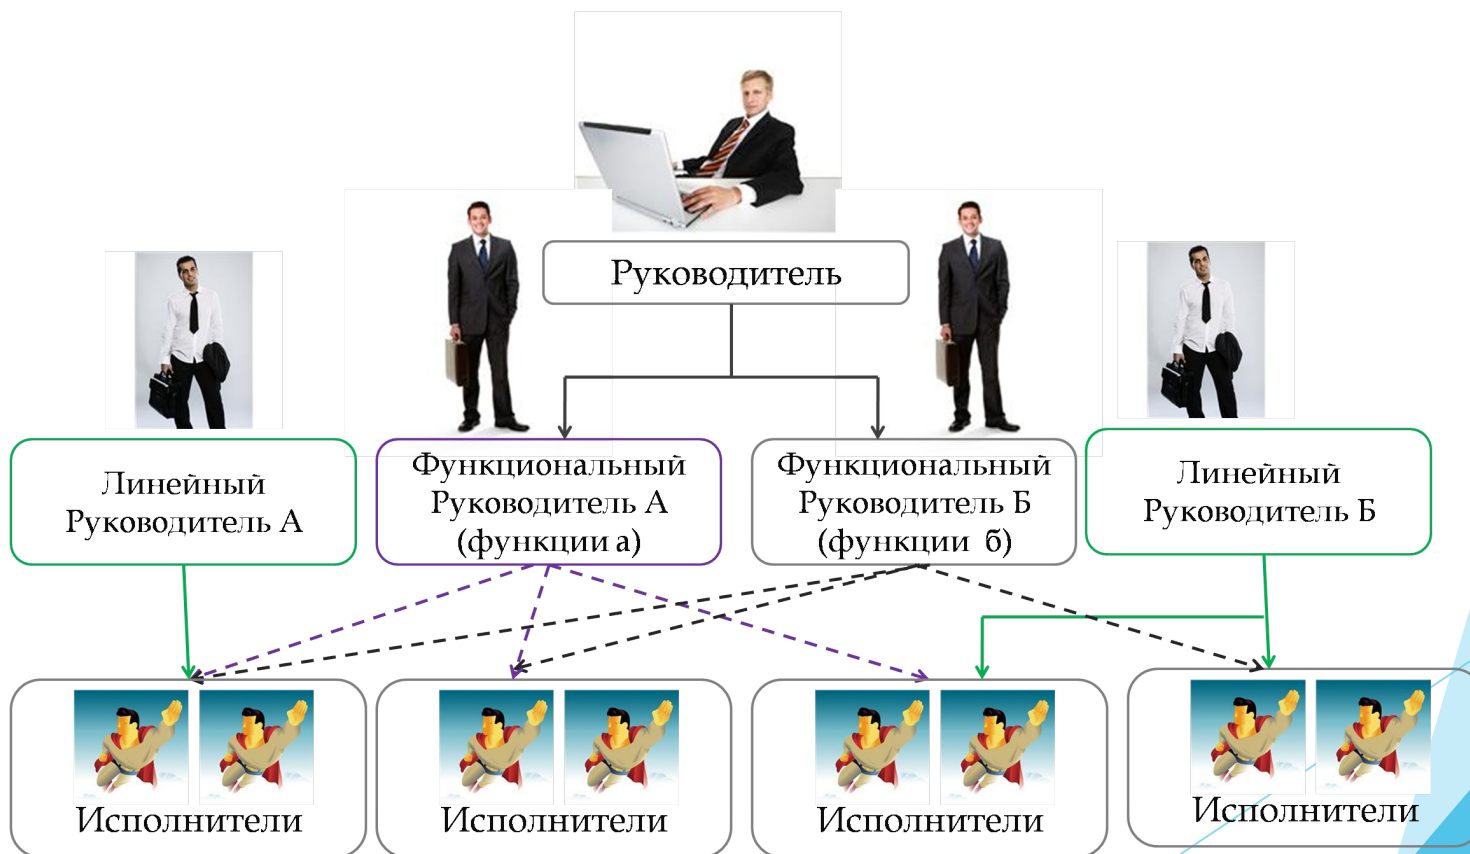 Руководитель
Линейный
Руководитель А
Функциональный
Руководитель А
(функции а)
Функциональный
Руководитель Б
(функции б)
Линейный
Руководитель Б
Исполнители
Исполнители
Исполнители
Исполнители